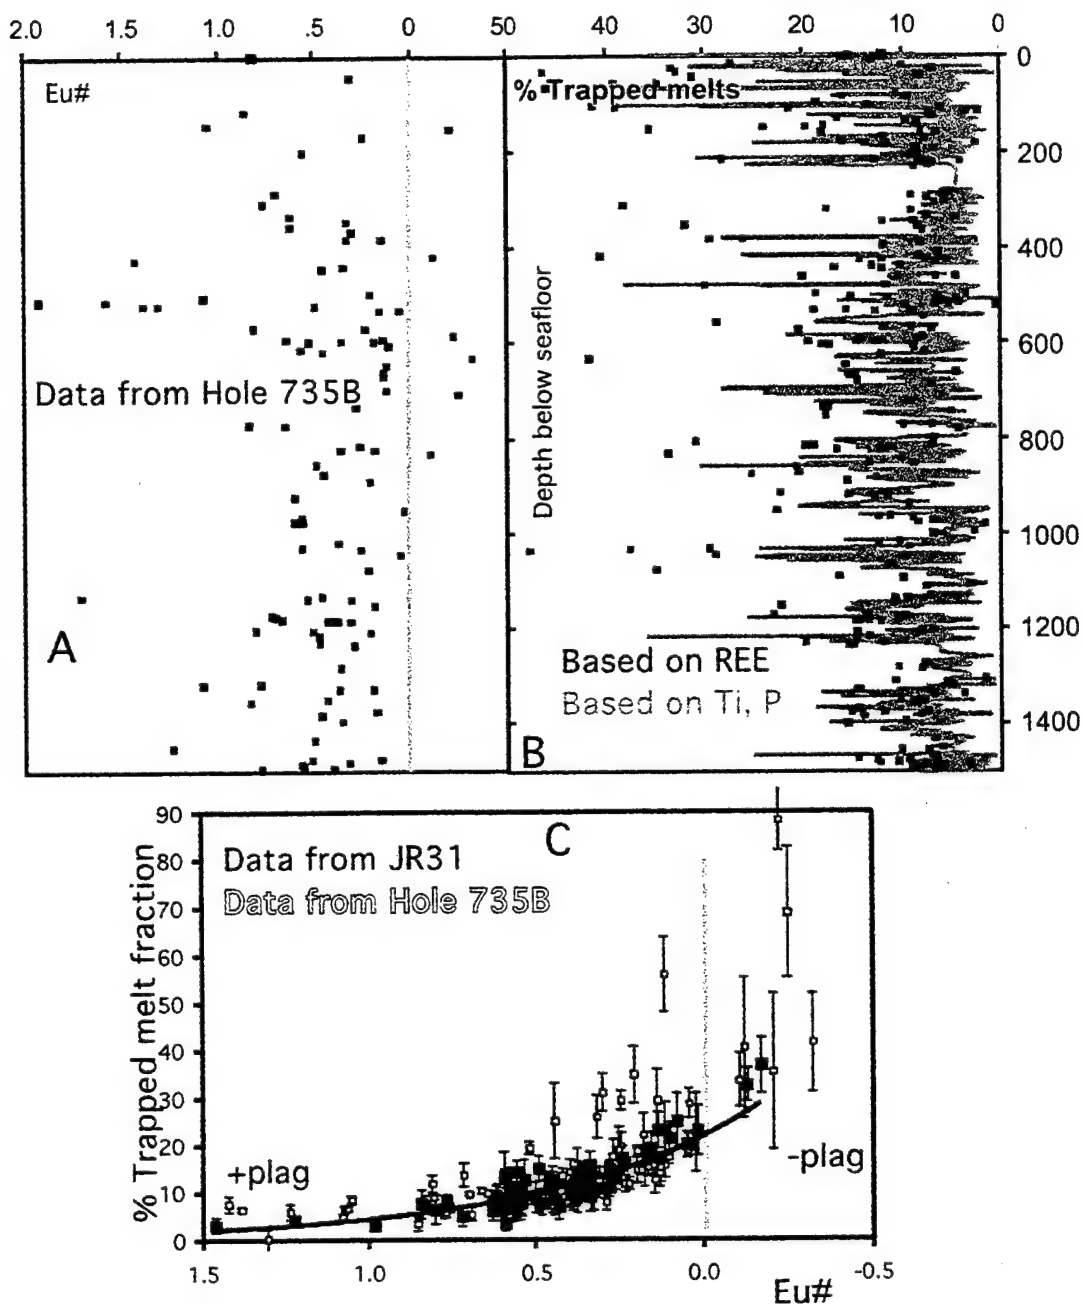 2.0 1.5 1.0 .5 0 50 40 30 20 10 0
Eu#
% Trapped melts
0
200
400
600
800
1000
1200
1400
Data from Hole 735B
Depth below seafloor
A
Based on REE
Based on Ti, P
B
C
Data from JR31
Data from Hole 735B
% Trapped melt fraction
90
80
70
60
50
40
30
20
10
0
+plag
-plag
1.5 1.0 0.5 0.0 -0.5
Eu#